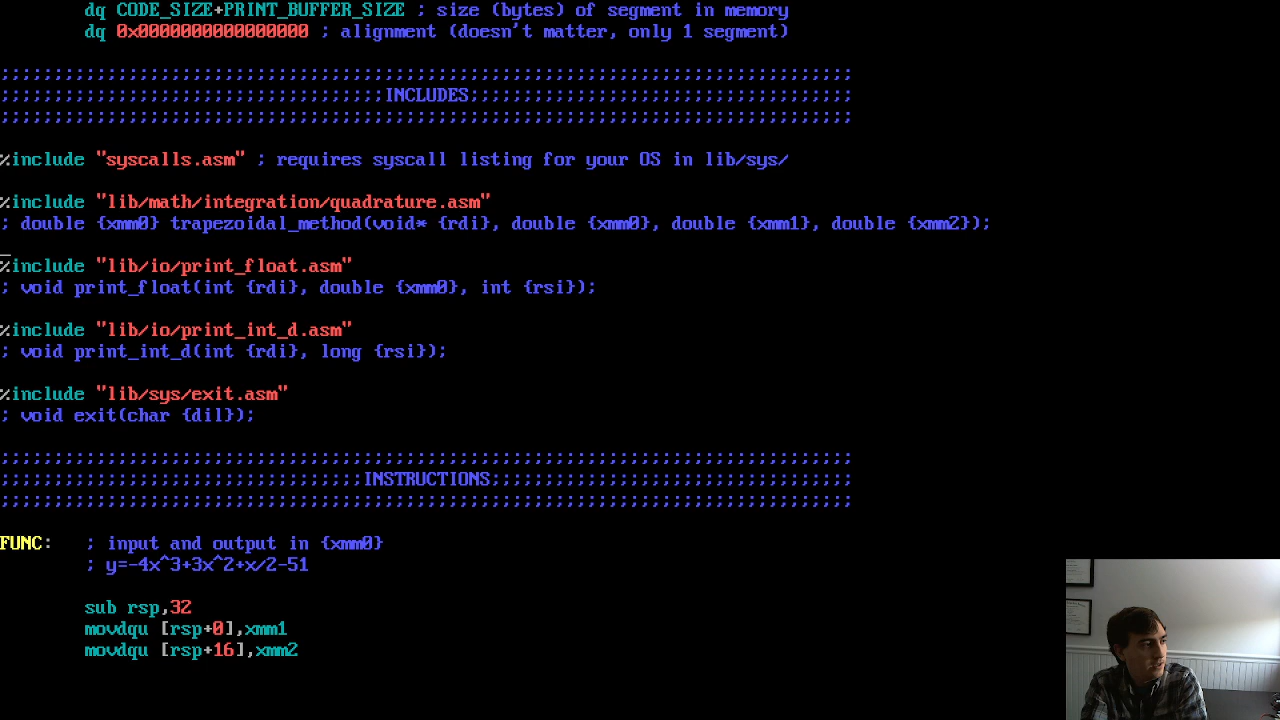 dq CODE_SIZE+PRINT_BUFFER_SIZE ; size (bytes) of segment in memory
dq 0x0000000000000000 ; alignment (doesn't matter, only 1 segment)
;;;;;;;;;;;;;;;;;;;;;;;;;;;;;;;;;;;;;;;;;;;;;;;;;;;;;;;;;;;;;;;;;;;;;;;;;;;;;;;;
;;;;;;;;;;;;;;;;;;;;;;;;;;;;;;;;;;;;INCLUDES;;;;;;;;;;;;;;;;;;;;;;;;;;;;;;;;;;;;
;;;;;;;;;;;;;;;;;;;;;;;;;;;;;;;;;;;;;;;;;;;;;;;;;;;;;;;;;;;;;;;;;;;;;;;;;;;;;;;;
%include "syscalls.asm" ; requires syscall listing for your OS in lib/sys/
%include "lib/math/integration/quadrature.asm"
; double {xmm0} trapezoidal_method(void* {rdi}, double {xmm0}, double {xmm1}, double {xmm2});
%include "lib/io/print_float.asm"
; void print_float(int {rdi}, double {xmm0}, int {rsi});
%include "lib/io/print_int_d.asm"
; void print_int_d(int {rdi}, long {rsi});
%include "lib/sys/exit.asm"
; void exit(char {dil});
;;;;;;;;;;;;;;;;;;;;;;;;;;;;;;;;;;;;;;;;;;;;;;;;;;;;;;;;;;;;;;;;;;;;;;;;;;;;;;;;
;;;;;;;;;;;;;;;;;;;;;;;;;;;;;;;;;;INSTRUCTIONS;;;;;;;;;;;;;;;;;;;;;;;;;;;;;;;;;;
;;;;;;;;;;;;;;;;;;;;;;;;;;;;;;;;;;;;;;;;;;;;;;;;;;;;;;;;;;;;;;;;;;;;;;;;;;;;;;;;
FUNC: ; input and output in {xmm0}
; y=-4x^3+3x^2+x/2-51
sub rsp,32
movdqu [rsp+0],xmm1
movdqu [rsp+16],xmm2